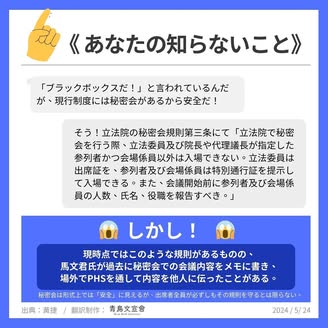 《 あなたの知らないこと》
「ブラックボックスだ！」と言われているんだ
が、現行制度には秘密会があるから安全だ！
そう！立法院の秘密会規則第三条にて「立法院で秘密
会を行う際、立法委員及び院長や代理議長が指定した
参列者かつ会場係員以外は入場できない。立法委員は
出席証を、参列者及び会場係員は特別通行証を提示し
て入場できる。また、会議開始前に参列者及び会場係
員の人数、氏名、役職を報告すべき。」
しかし！
現時点ではこのような規則があるものの、
馬文君氏が過去に秘密会での会議内容をメモに書き、
場外でPHSを通して内容を他人に伝ったことがある。
秘密会は形式上では「安全」に見えるが、出席者全員が必ずしもその規則を守るとは限らない。
出典：黃捷 / 翻訳制作： 青島文宣會
2024 / 5 / 24